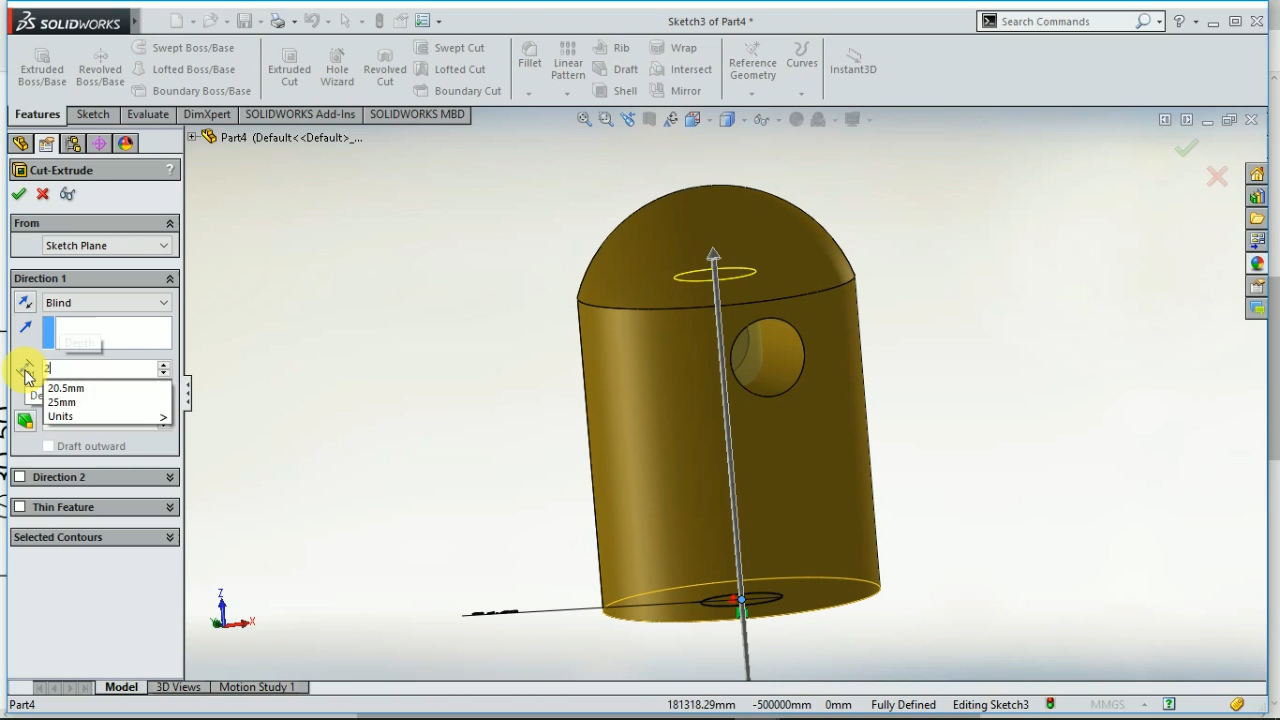 SOLIDWORKS
Sketch3 of Part4 *
Search Commands
Extruded Boss/Base
Revolved Boss/Base
Swept Boss/Base
Lofted Boss/Base
Boundary Boss/Base
Extruded Cut
Hole Wizard
Revolved Cut
Swept Cut
Lofted Cut
Boundary Cut
Fillet
Linear Pattern
Rib
Draft
Shell
Wrap
Intersect
Mirror
Reference Geometry
Curves
Instant3D
Features
Sketch
Evaluate
DimXpert
SOLIDWORKS Add-Ins
SOLIDWORKS MBD
Part4 (Default<<Default>_...
Cut-Extrude
?
From
Sketch Plane
Direction 1
Blind
Depth
2
20.5mm
25mm
Units >
Draft outward
Direction 2
Thin Feature
Selected Contours
Z
X
Model
3D Views
Motion Study 1
Part4
181318.29mm
-500000mm
0mm
Fully Defined
Editing Sketch3
MMGS
?